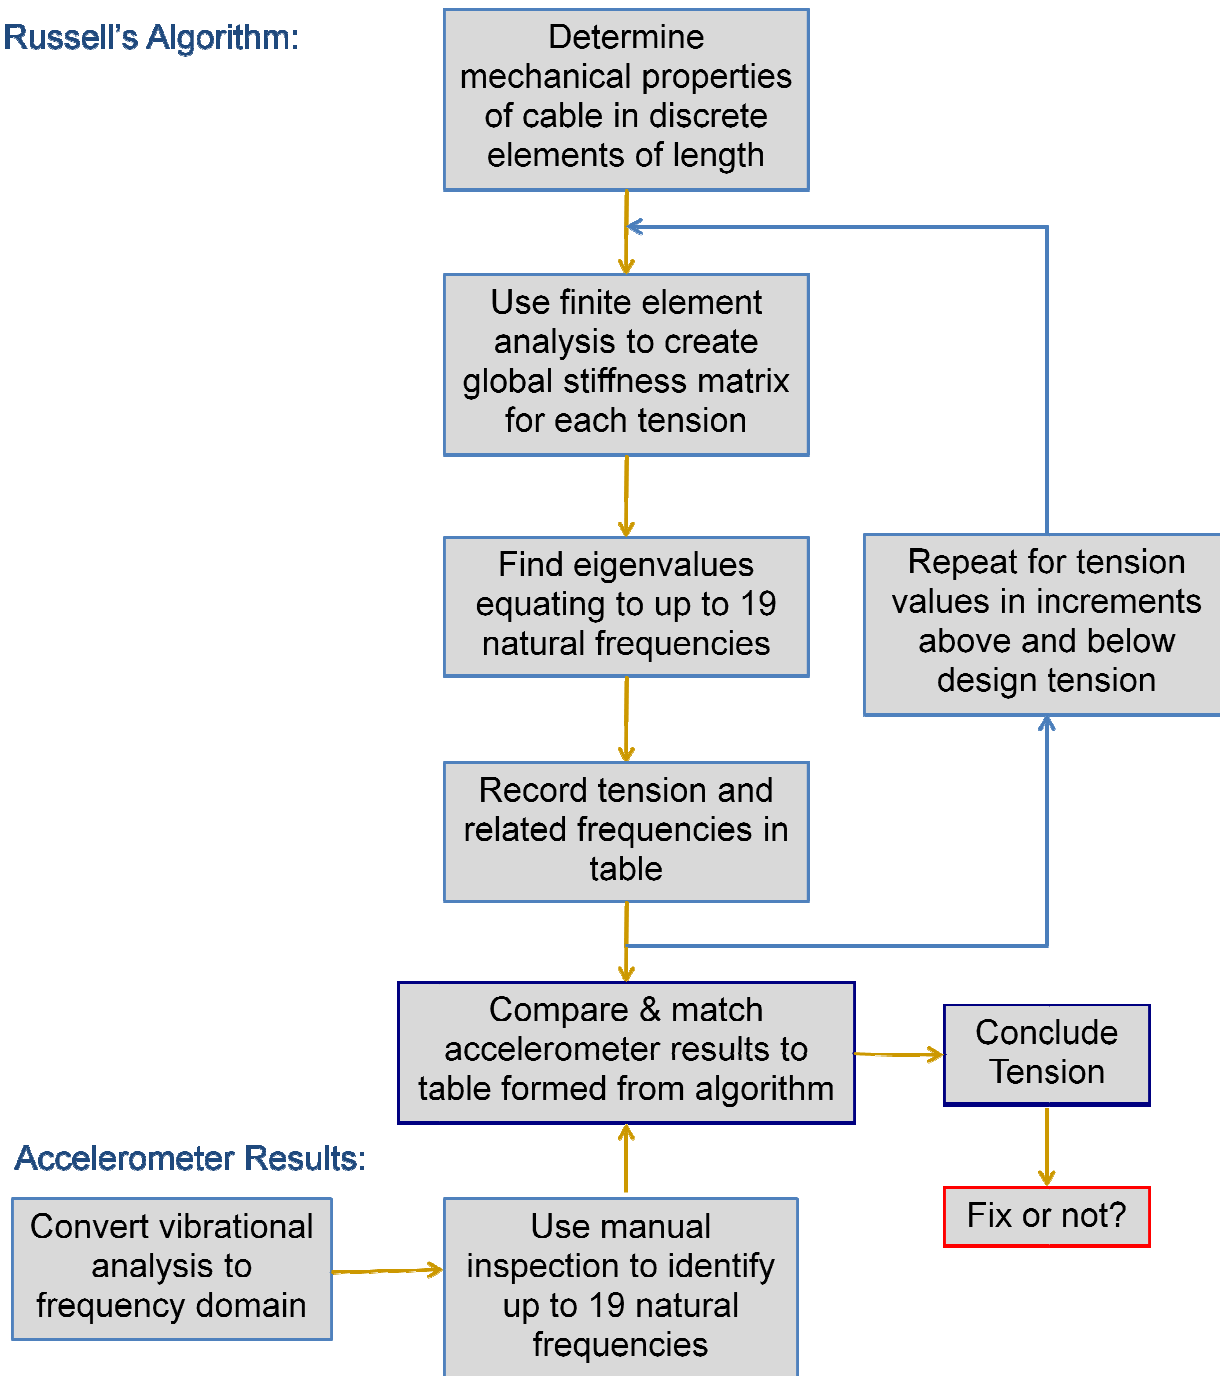 Russell's Algorithm:
Determine
mechanical properties
of cable in discrete
elements of length
Use finite element
analysis to create
global stiffness matrix
for each tension
Find eigenvalues
equating to up to 19
natural frequencies
Repeat for tension
values in increments
above and below
design tension
Record tension and
related frequencies in
table
Compare & match
accelerometer results to
table formed from algorithm
Conclude
Tension
Fix or not?
Accelerometer Results:
Convert vibrational
analysis to
frequency domain
Use manual
inspection to identify
up to 19 natural
frequencies